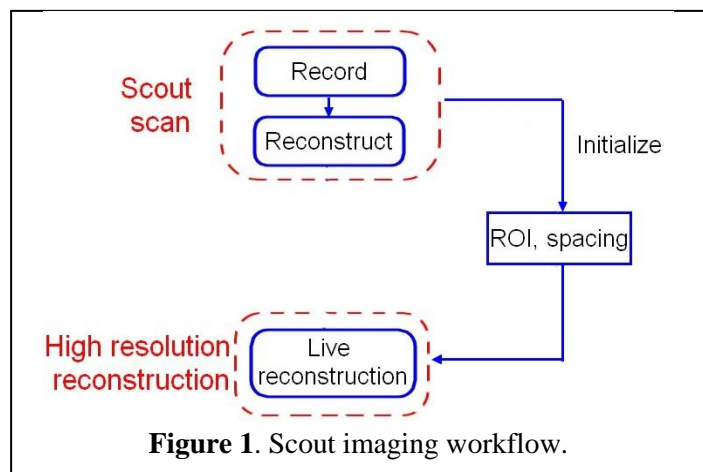 Scout
scan
Record
Reconstruct
Initialize
ROI, spacing
High resolution
reconstruction
Live
reconstruction
Figure 1. Scout imaging workflow.